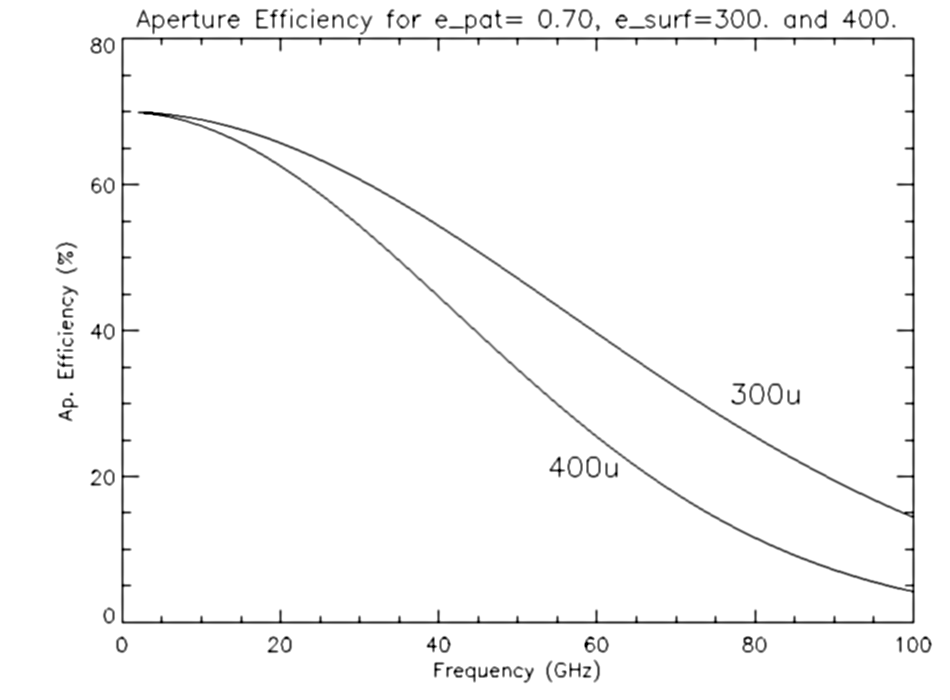 Aperture Efficiency for e_pat= 0.70, e_surf=300. and 400.
80
60
40
20
0
Ap. Efficiency (%)
300u
400u
0 20 40 60 80 100
Frequency (GHz)